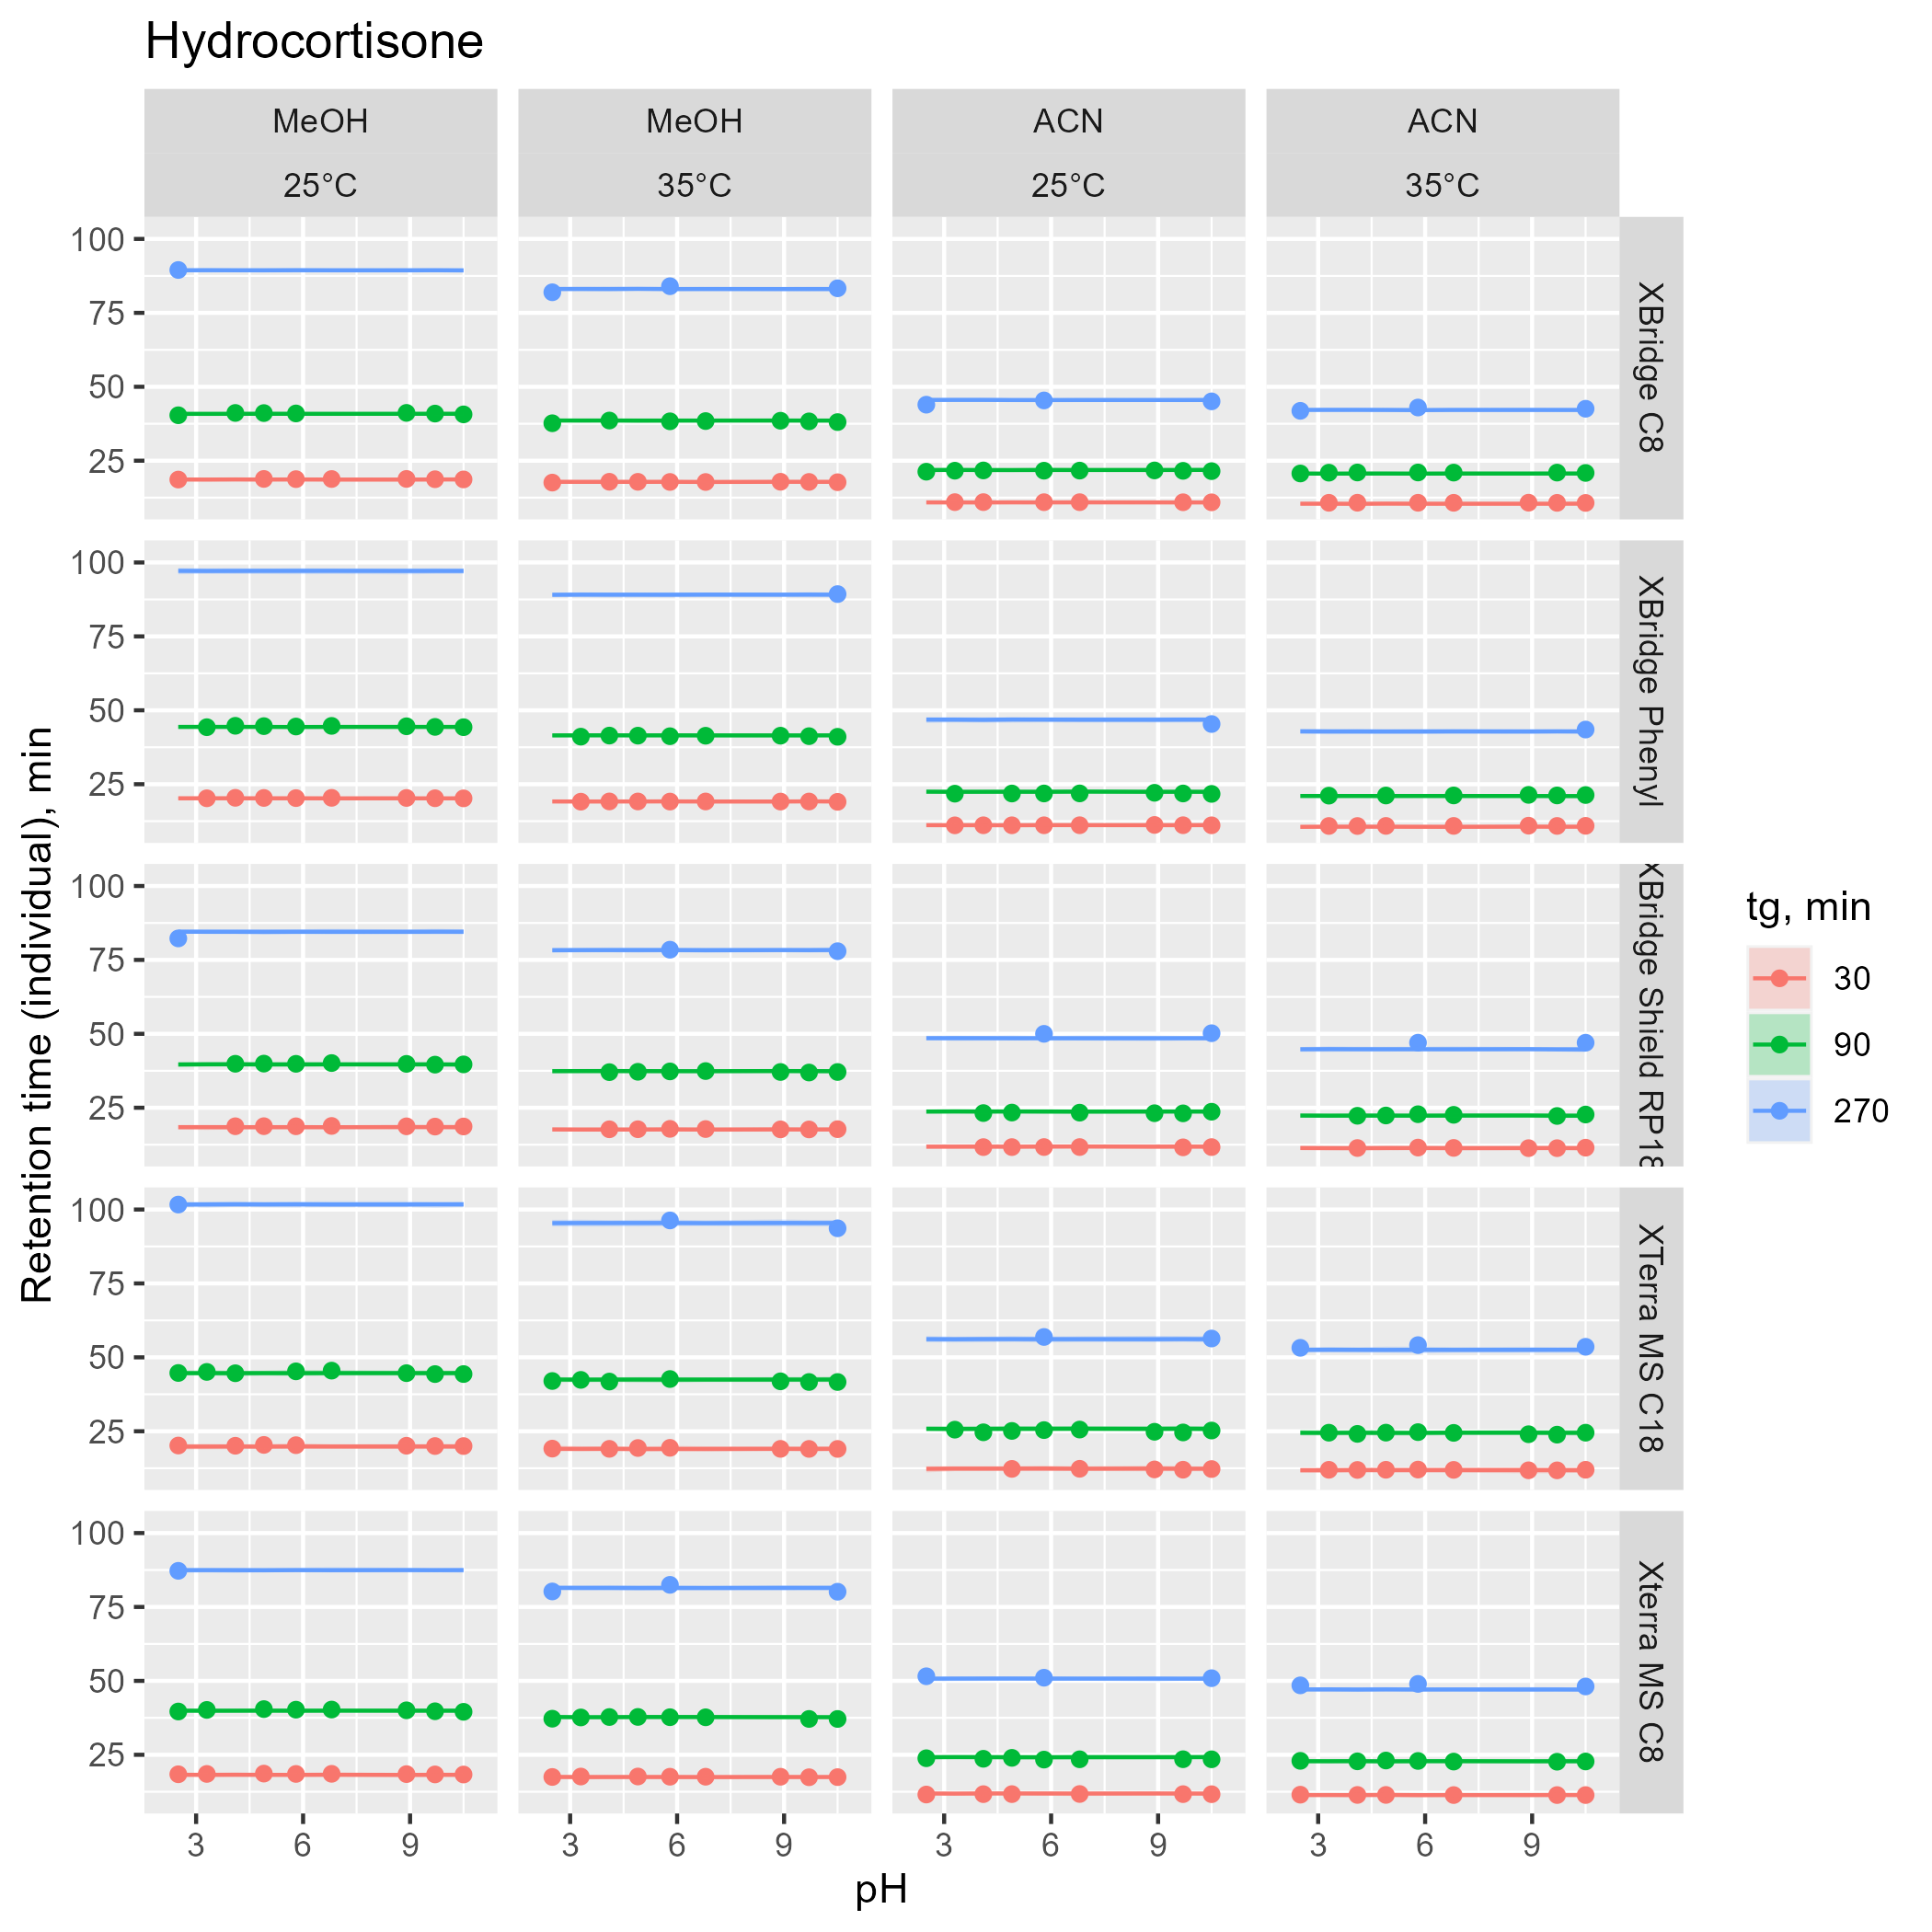 Hydrocortisone
MeOH MeOH ACN ACN
25°C 35°C 25°C 35°C
100
75
50
25
XBridge C8
100
75
50
25
XBridge Phenyl
100
75
50
25
XBridge Shield RP18
100
75
50
25
XTerra MS C18
100
75
50
25
Xterra MS C8
3 6 9 3 6 9 3 6 9 3 6 9
pH
Retention time (individual), min
tg, min
30
90
270